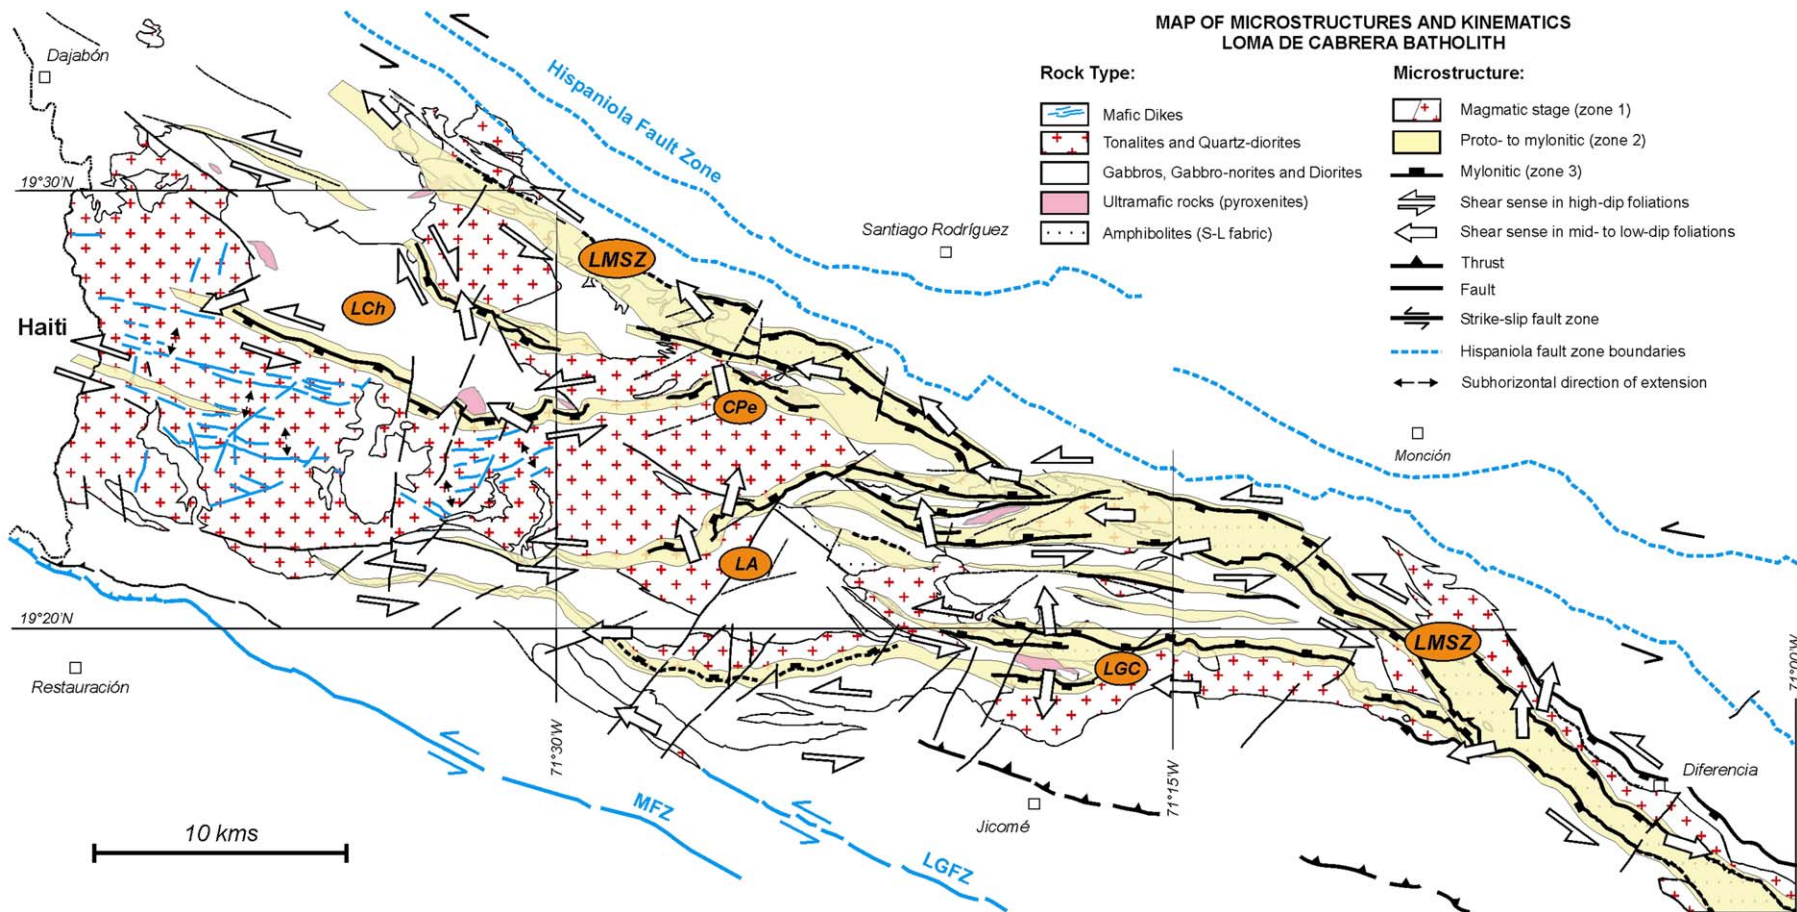 MAP OF MICROSTRUCTURES AND KINEMATICS
LOMA DE CABRERA BATHOLITH
Rock Type:
Mafic Dikes
Tonalites and Quartz-diorites
Gabbros, Gabbro-norites and Diorites
Ultramafic rocks (pyroxenites)
Amphibolites (S-L fabric)
Microstructure:
Magmatic stage (zone 1)
Proto- to mylonitic (zone 2)
Mylonitic (zone 3)
Shear sense in high-dip foliations
Shear sense in mid- to low-dip foliations
Thrust
Fault
Strike-slip fault zone
Hispaniola fault zone boundaries
Subhorizontal direction of extension
Dajabón
Hispaniola Fault Zone
19°30'N
Santiago Rodríguez
LMSZ
LCh
Haiti
CPe
Monción
LA
19°20'N
LMSZ
LGC
Restauración
71°00'W
71°30'W
71°15'W
Diferencia
MFZ
Jicomé
10 kms
LGFZ